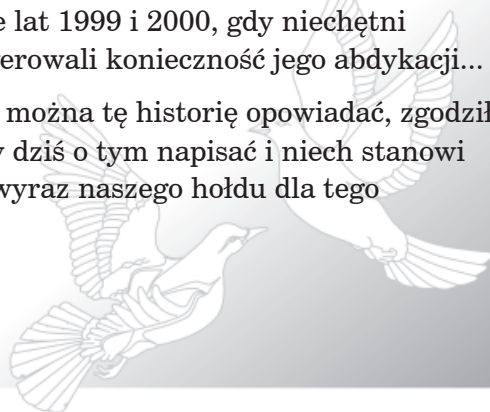 lat 1999 i 2000, gdy niechętni
konieczność jego abdykacji...
można tę historię opowiadać, zgodził
dziś o tym napisać i niech stanowi
wyraz naszego hołdu dla tego